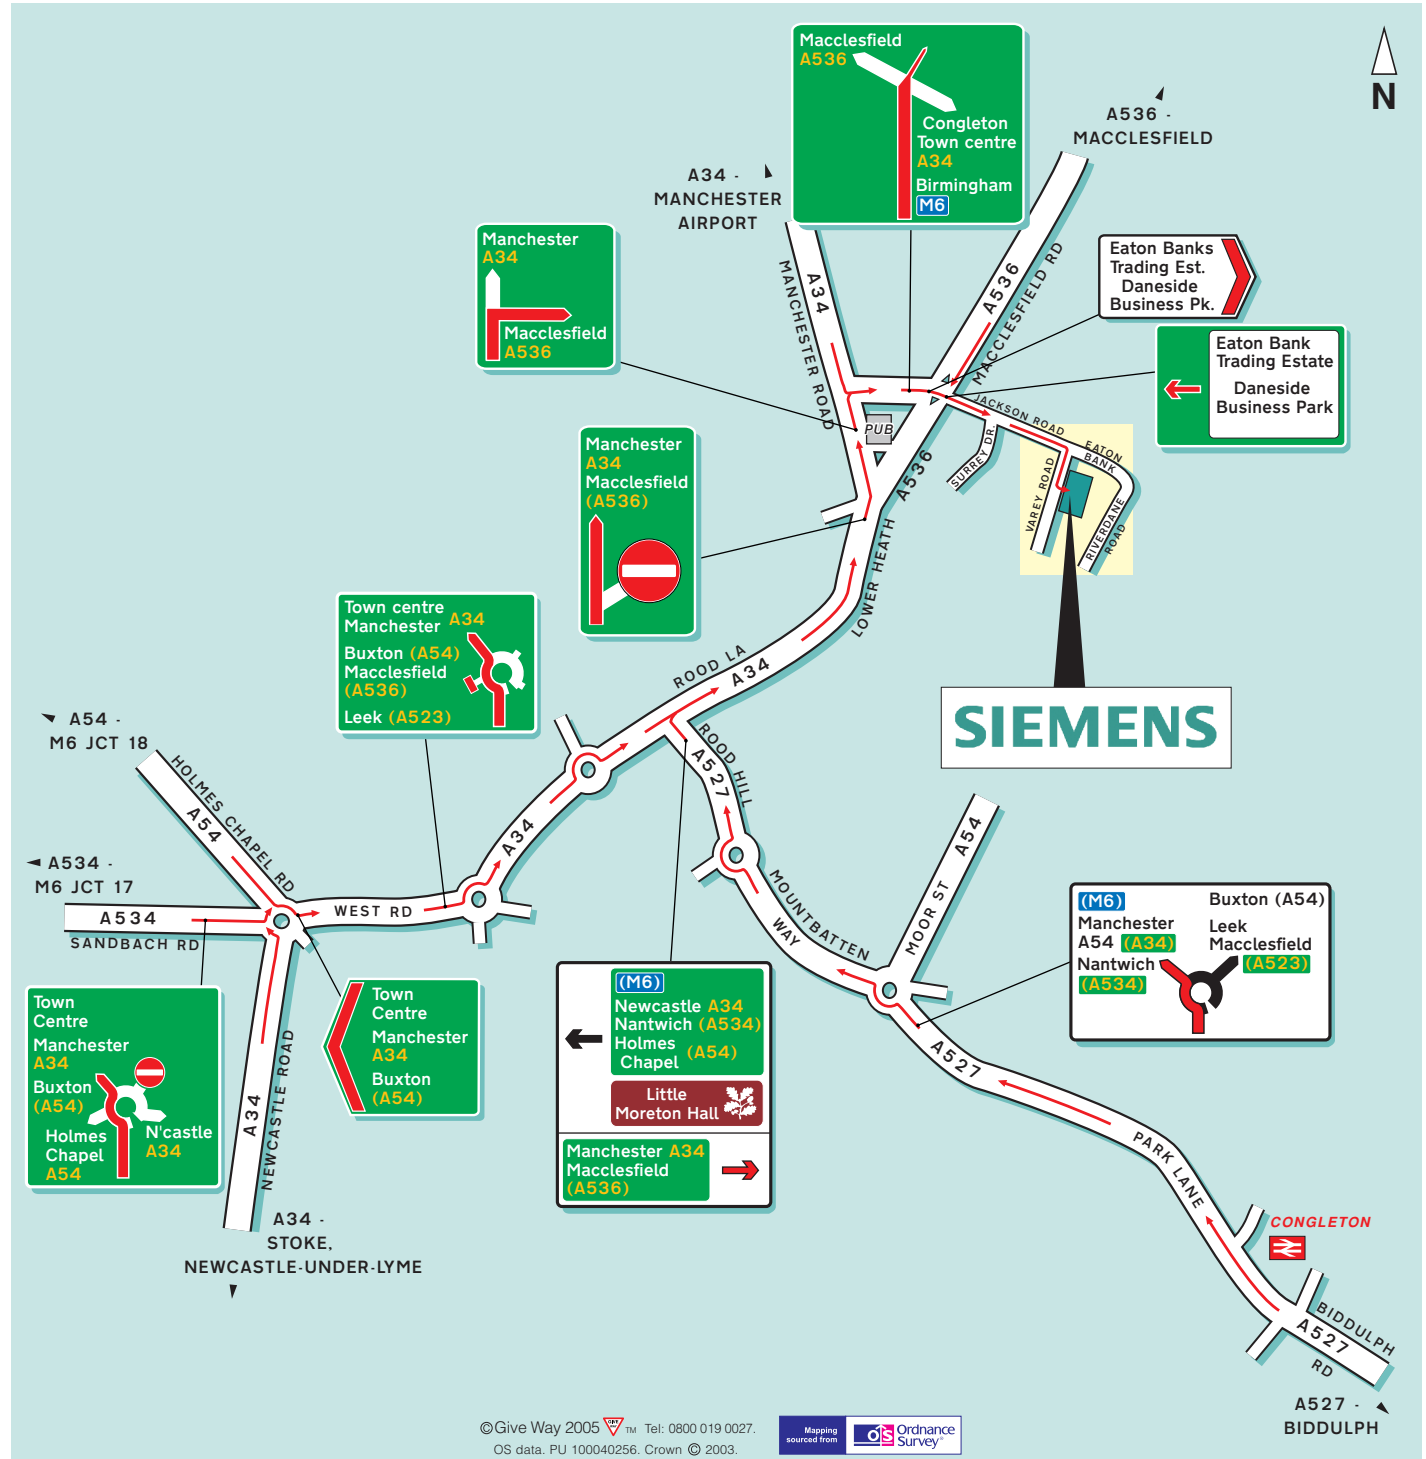 Macclesfield
A536
Congleton
Town centre
A34
Birmingham
M6
N
A536 -
MACCLESFIELD
A34 -
MANCHESTER
AIRPORT
Manchester
A34
Macclesfield
A536
A34
MANCHESTER ROAD
A536
MACCLESFIELD RD
Eaton Banks
Trading Est.
Daneside
Business Pk.
Eaton Bank
Trading Estate
Daneside
Business Park
PUB
JACKSON ROAD
SURREY DR.
EATON
BANK
VAREY ROAD
RIVERDANE
ROAD
A536
Manchester
A34
Macclesfield
(A536)
LOWER HEATH
SIEMENS
Town centre
Manchester A34
Buxton (A54)
Macclesfield
(A536)
Leek (A523)
ROOD LA
A34
A54 -
M6 JCT 18
HOLMES CHAPEL RD
A54
A534 -
M6 JCT 17
A534
SANDBACH RD
WEST RD
A34
ROOD HILL
A527
MOUNTBATTEN
WAY
A54
MOOR ST
(M6)
Manchester
A54 (A34)
Nantwich
(A534)
Buxton (A54)
Leek
Macclesfield
(A523)
Town
Centre
Manchester
A34
Buxton
(A54)
Holmes
Chapel
A54
N'castle
A34
Town
Centre
Manchester
A34
Buxton
(A54)
A34
NEWCASTLE ROAD
A34 -
STOKE,
NEWCASTLE-UNDER-LYME
(M6)
Newcastle A34
Nantwich (A534)
Holmes
Chapel (A54)
Little
Moreton Hall
Manchester A34
Macclesfield
(A536)
A527
PARK LANE
CONGLETON
A527
BIDDULPH
RD
A527 -
BIDDULPH
©Give Way 2005 GIVE WAY TM Tel: 0800 019 0027.
OS data. PU 100040256. Crown © 2003.
Mapping
sourced from
OS Ordnance
Survey®